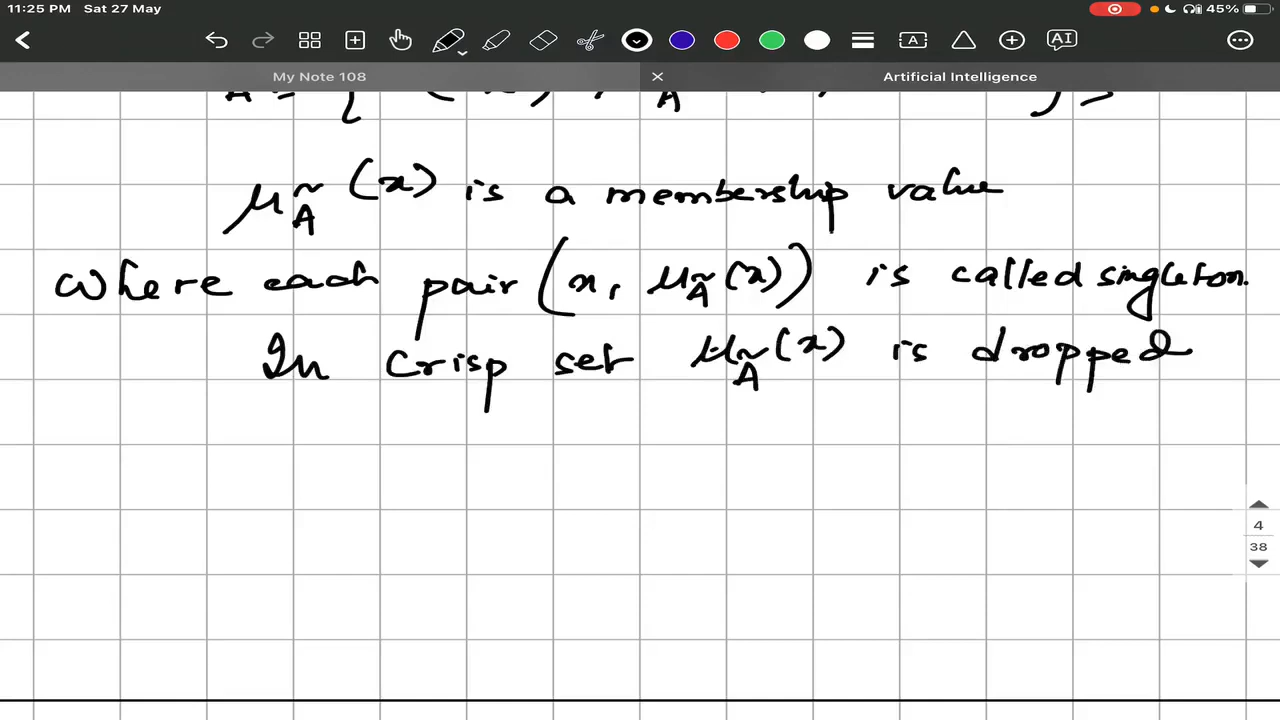 11:25 PM Sat 27 May 45%
A AI
My Note 108 Artificial Intelligence
μÃ(x) is a membership value
where each pair (x, μÃ(x)) is called singleton.
In crisp set μÃ(x) is dropped
4
38